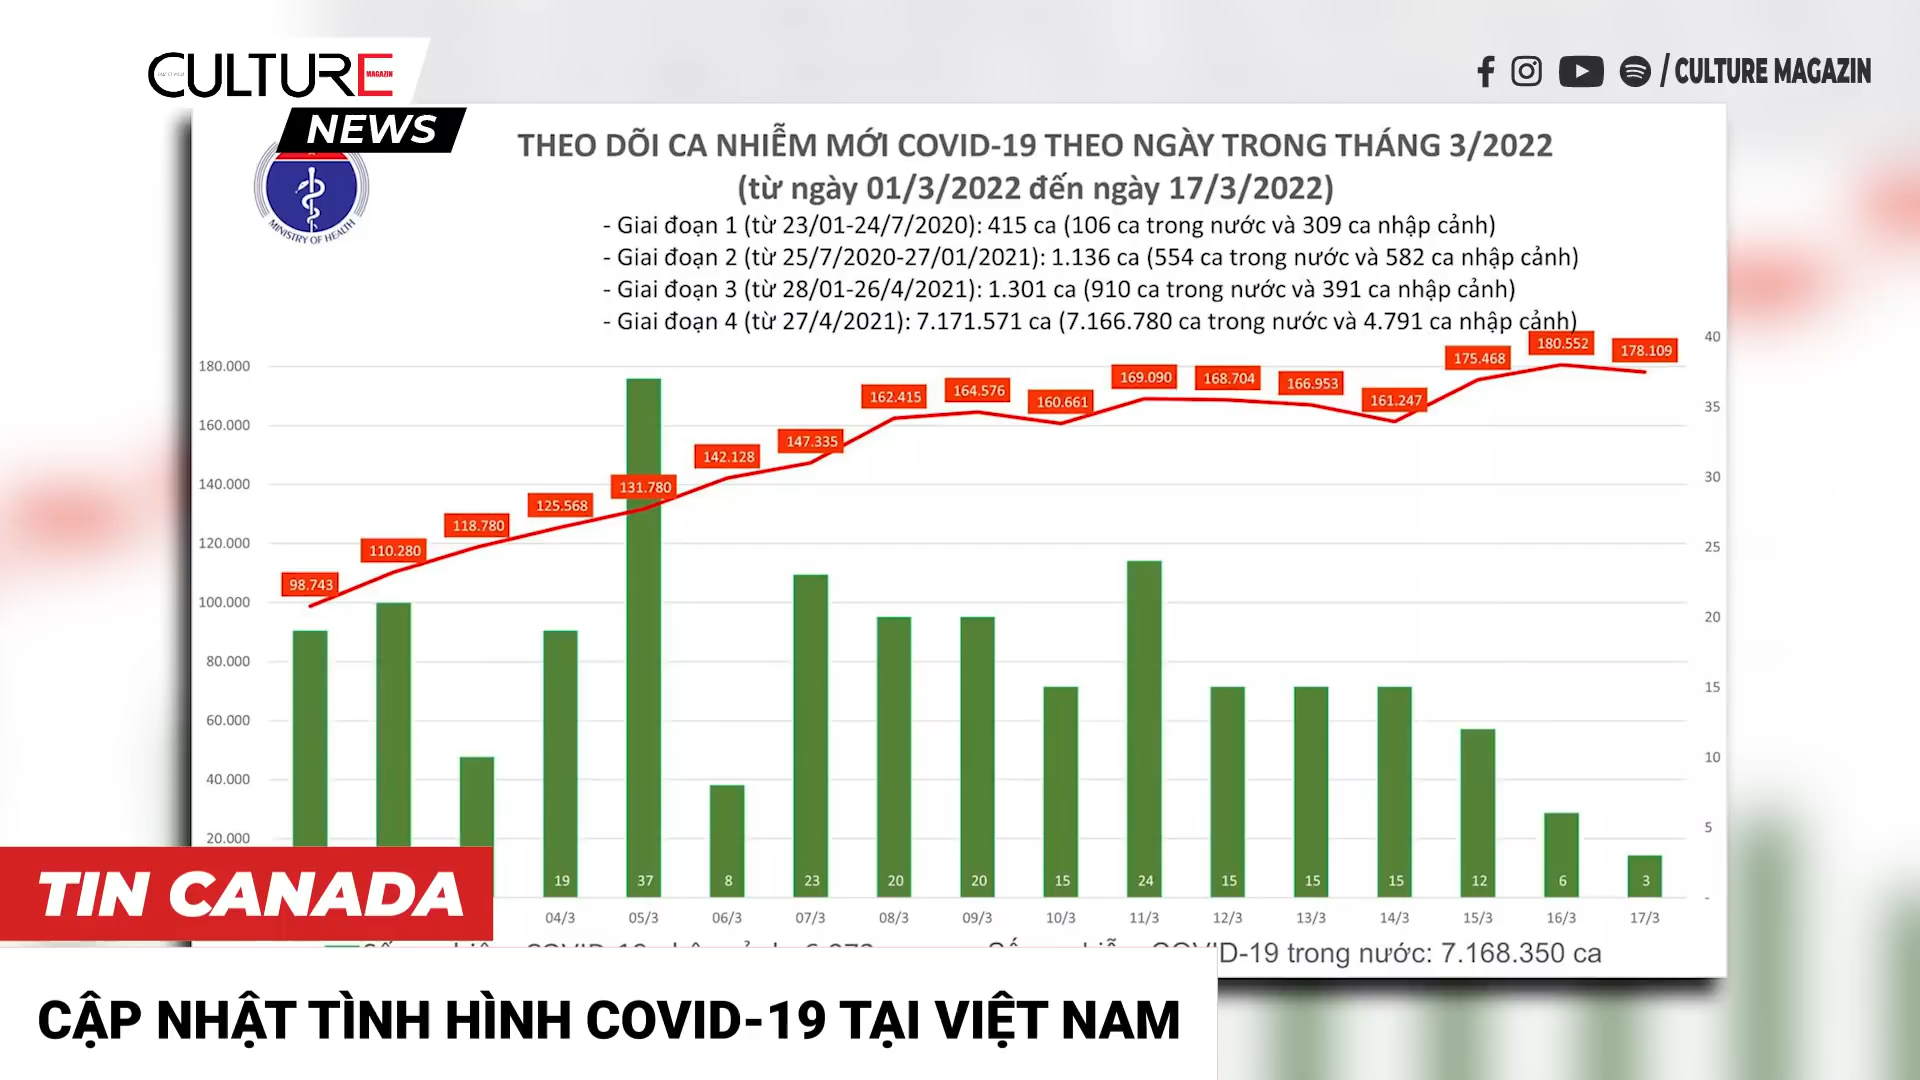 CULTURE
MAGAZIN
NEWS
/ CULTURE MAGAZIN
MINISTRY OF HEALTH
THEO DÕI CA NHIỄM MỚI COVID-19 THEO NGÀY TRONG THÁNG 3/2022
(từ ngày 01/3/2022 đến ngày 17/3/2022)
- Giai đoạn 1 (từ 23/01-24/7/2020): 415 ca (106 ca trong nước và 309 ca nhập cảnh)
- Giai đoạn 2 (từ 25/7/2020-27/01/2021): 1.136 ca (554 ca trong nước và 582 ca nhập cảnh)
- Giai đoạn 3 (từ 28/01-26/4/2021): 1.301 ca (910 ca trong nước và 391 ca nhập cảnh)
- Giai đoạn 4 (từ 27/4/2021): 7.171.571 ca (7.166.780 ca trong nước và 4.791 ca nhập cảnh)
180.000
160.000
140.000
120.000
100.000
80.000
60.000
40.000
20.000
98.743 110.280 118.780 125.568 131.780 142.128 147.335 162.415 164.576 160.661 169.090 168.704 166.953 161.247 175.468 180.552 178.109
40
35
30
25
20
15
10
5
-
19 37 8 23 20 20 15 24 15 15 15 12 6 3
04/3 05/3 06/3 07/3 08/3 09/3 10/3 11/3 12/3 13/3 14/3 15/3 16/3 17/3
COVID-19 trong nước: 7.168.350 ca
TIN CANADA
CẬP NHẬT TÌNH HÌNH COVID-19 TẠI VIỆT NAM